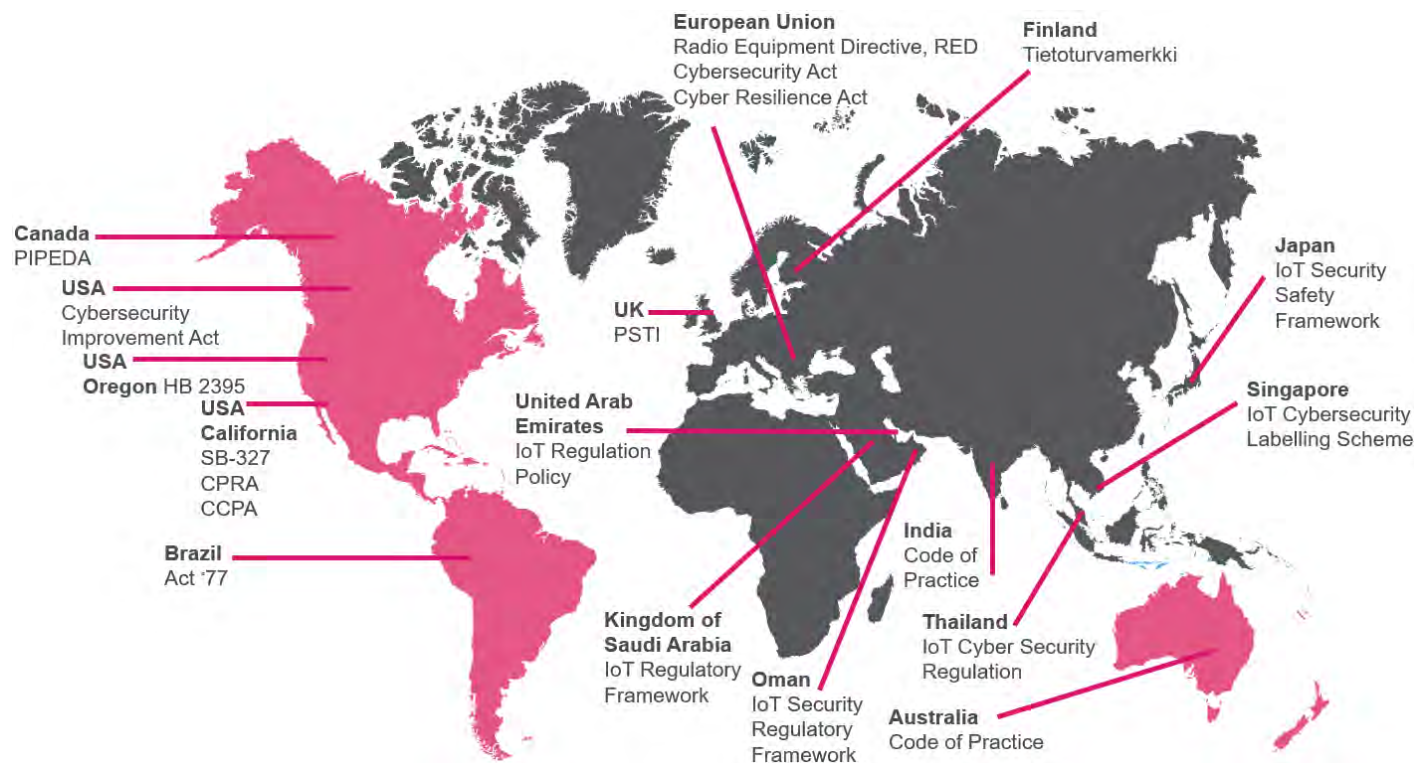 European Union
Radio Equipment Directive, RED
Cybersecurity Act
Cyber Resilience Act
Finland
Tietoturvamerkki
Canada
PIPEDA
USA
Cybersecurity
Improvement Act
USA
Oregon HB 2395
USA
California
SB-327
CPRA
CCPA
Brazil
Act "77
UK
PSTI
United Arab
Emirates
IoT Regulation
Policy
Kingdom of
Saudi Arabia
IoT Regulatory
Framework
Oman
IoT Security
Regulatory
Framework
India
Code of
Practice
Japan
IoT Security
Safety
Framework
Singapore
IoT Cybersecurity
Labelling Scheme
Thailand
IoT Cyber Security
Regulation
Australia
Code of Practice